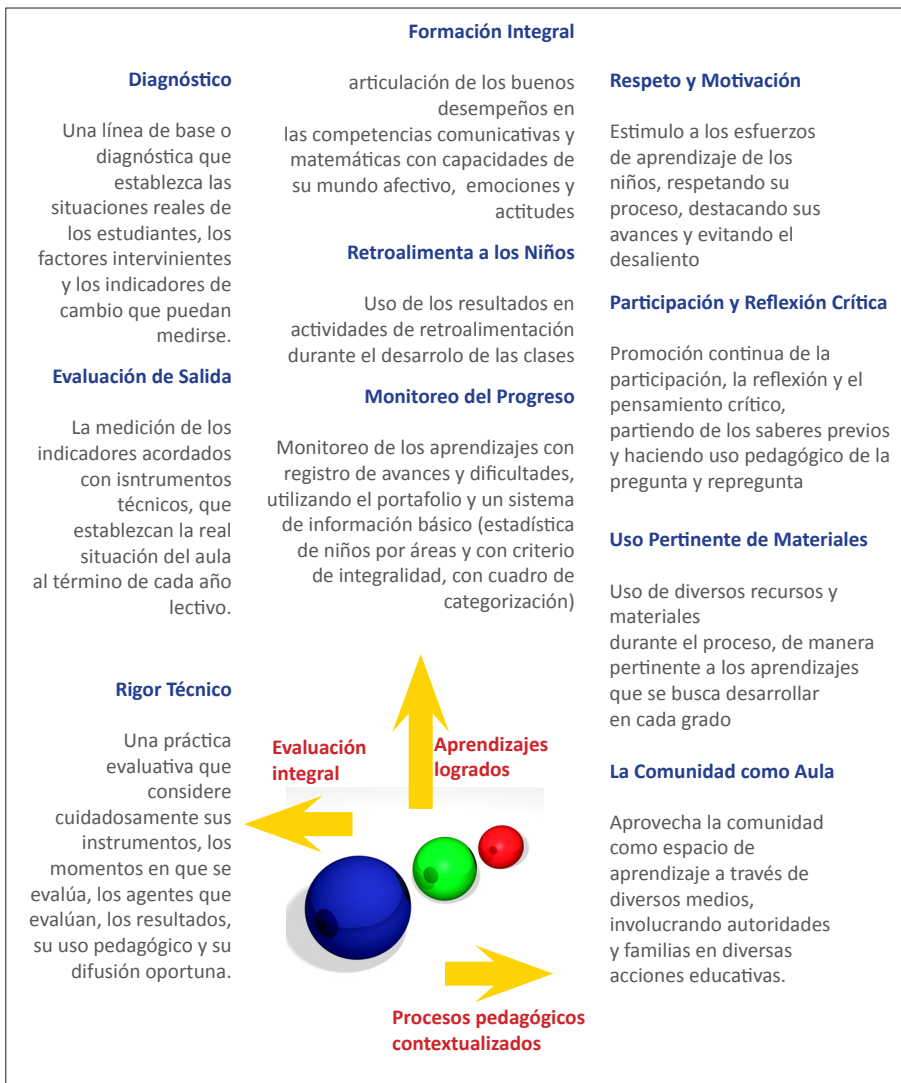 Diagnóstico
Una línea de base o
diagnóstica que
establezca las
situaciones reales de
los estudiantes, los
factores intervinientes
y los indicadores de
cambio que puedan
medirse.
Evaluación de Salida
La medición de los
indicadores acordados
con isntrumentos
técnicos, que
establezcan la real
situación del aula
al término de cada año
lectivo.
Rigor Técnico
Una práctica
evaluativa que
considere
cuidadosamente sus
instrumentos, los
momentos en que se
evalúa, los agentes que
evalúan, los resultados,
su uso pedagógico y su
difusión oportuna.
Formación Integral
articulación de los buenos
desempeños en
las competencias comunicativas y
matemáticas con capacidades de
su mundo afectivo, emociones y
actitudes
Retroalimenta a los Niños
Uso de los resultados en
actividades de retroalimentación
durante el desarrolo de las clases
Monitoreo del Progreso
Monitoreo de los aprendizajes con
registro de avances y dificultades,
utilizando el portafolio y un sistema
de información básico (estadística
de niños por áreas y con criterio
de integralidad, con cuadro de
categorización)
Evaluación
integral
Aprendizajes
logrados
Procesos pedagógicos
contextualizados
Respeto y Motivación
Estimulo a los esfuerzos
de aprendizaje de los
niños, respetando su
proceso, destacando sus
avances y evitando el
desaliento
Participación y Reflexión Crítica
Promoción continua de la
participación, la reflexión y el
pensamiento crítico,
partiendo de los saberes previos
y haciendo uso pedagógico de la
pregunta y repregunta
Uso Pertinente de Materiales
Uso de diversos recursos y
materiales
durante el proceso, de manera
pertinente a los aprendizajes
que se busca desarrollar
en cada grado
La Comunidad como Aula
Aprovecha la comunidad
como espacio de
aprendizaje a través de
diversos medios,
involucrando autoridades
y familias en diversas
acciones educativas.